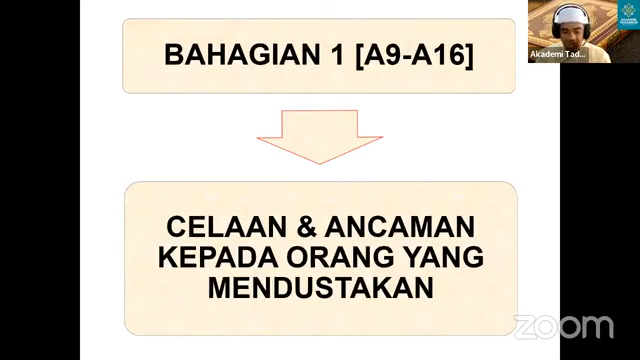 BAHAGIAN 1 [A9-A16]
CELAAN & ANCAMAN
KEPADA ORANG YANG
MENDUSTAKAN
Akademi Tad...
zoom